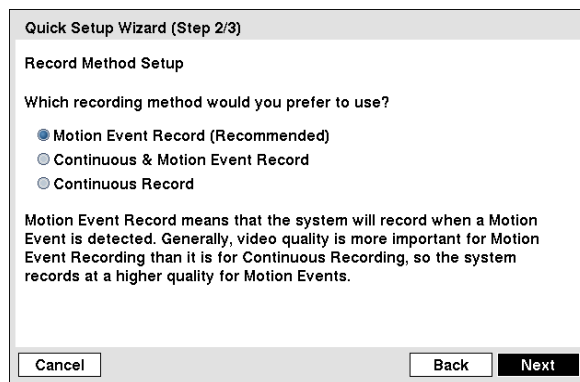 Quick Setup Wizard (Step 2/3)
Record Method Setup
Which recording method would you prefer to use?
Motion Event Record (Recommended)
Continuous & Motion Event Record
Continuous Record
Motion Event Record means that the system will record when a Motion
Event is detected. Generally, video quality is more important for Motion
Event Recording than it is for Continuous Recording, so the system
records at a higher quality for Motion Events.
Cancel Back Next